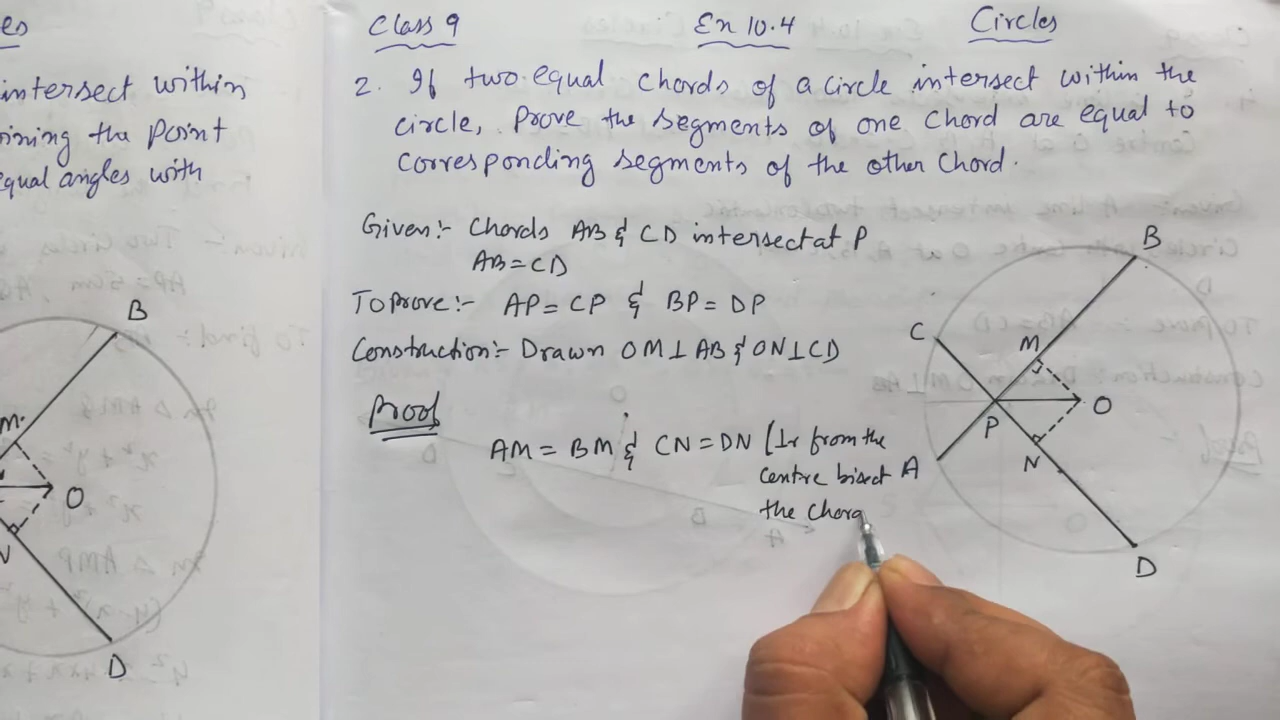 es
intersect within
ining the point
equal angles with
B
M.
O
D
Class 9 Ex 10.4 Circles
2. If two equal chords of a circle intersect within the
circle, Prove the segments of one chord are equal to
corresponding segments of the other chord.
Given:- Chords AB & CD intersect at P
AB = CD
To prove:- AP = CP & BP = DP
Construction:- Drawn OM ⊥ AB & ON ⊥ CD
Proof
AM = BM & CN = DN [⊥r from the
centre bisect
the chord
B
C
M
O
P
N
A
D